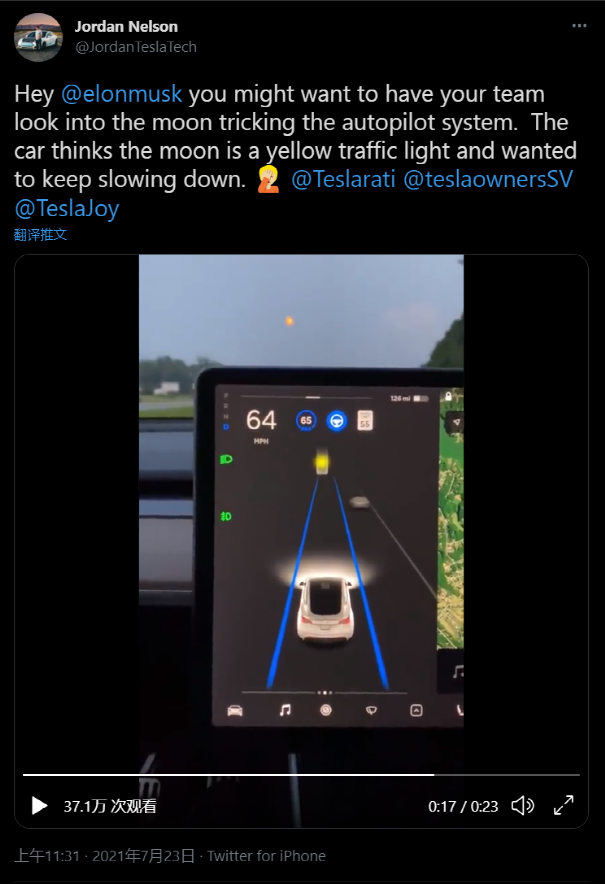 Jordan Nelson
@JordanTeslaTech
Hey @elonmusk you might want to have your team
look into the moon tricking the autopilot system. The
car thinks the moon is a yellow traffic light and wanted
to keep slowing down. 🤦 @Teslarati @teslaownersSV
@TeslaJoy
翻译推文
P
R
N
D
126 mi
64
MPH
65
55
37.1万 次观看
0:17 / 0:23
上午11:31 · 2021年7月23日 · Twitter for iPhone